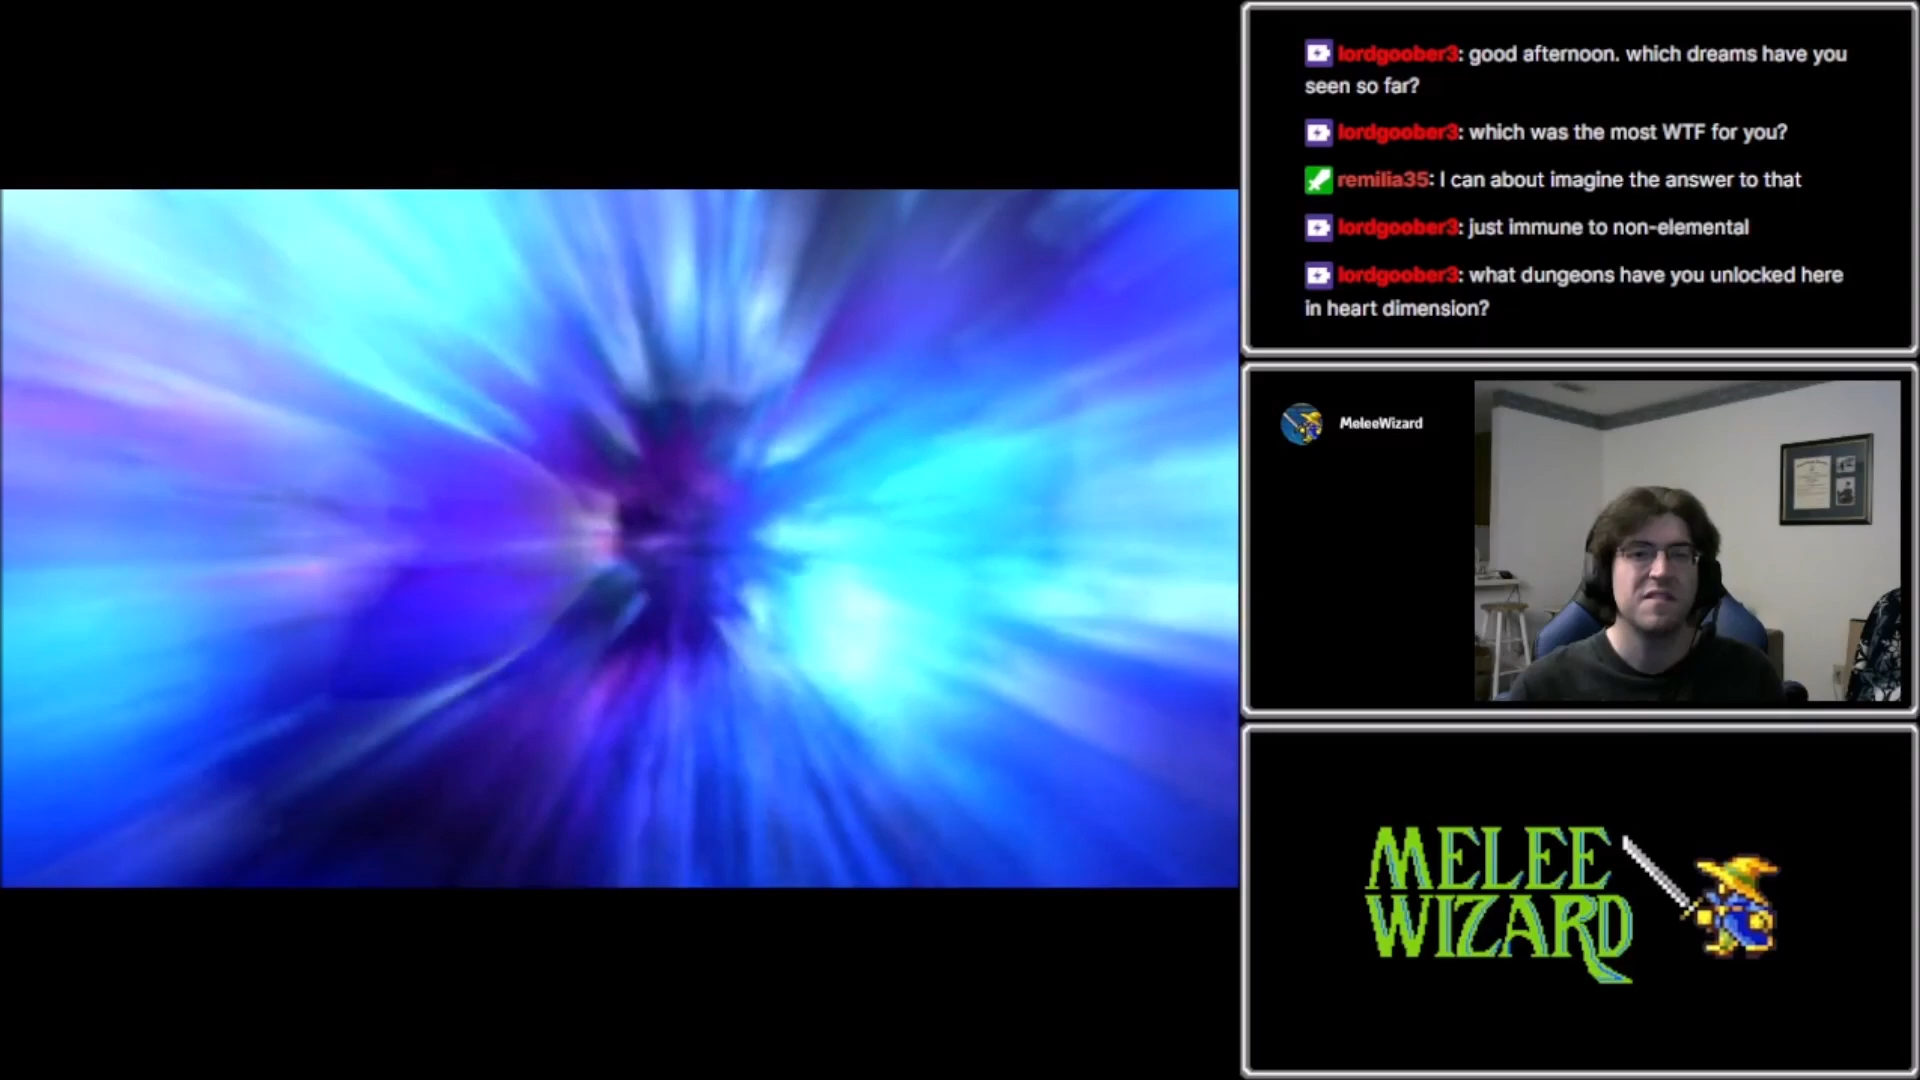 lordgoober3: good afternoon. which dreams have you
seen so far?
lordgoober3: which was the most WTF for you?
remilia35: I can about imagine the answer to that
lordgoober3: just immune to non-elemental
lordgoober3: what dungeons have you unlocked here
in heart dimension?
MeleeWizard
MELEE
WIZARD